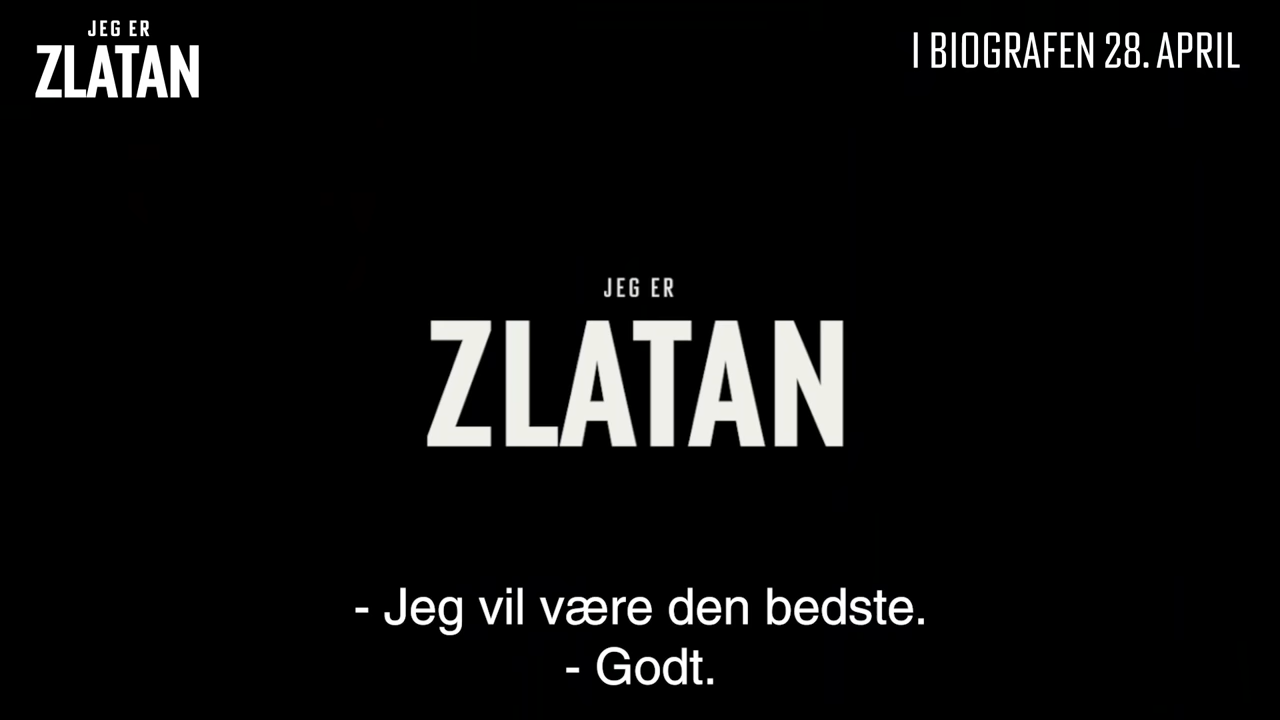 JEG ER
ZLATAN
I BIOGRAFEN 28. APRIL
JEG ER
ZLATAN
- Jeg vil være den bedste.
- Godt.